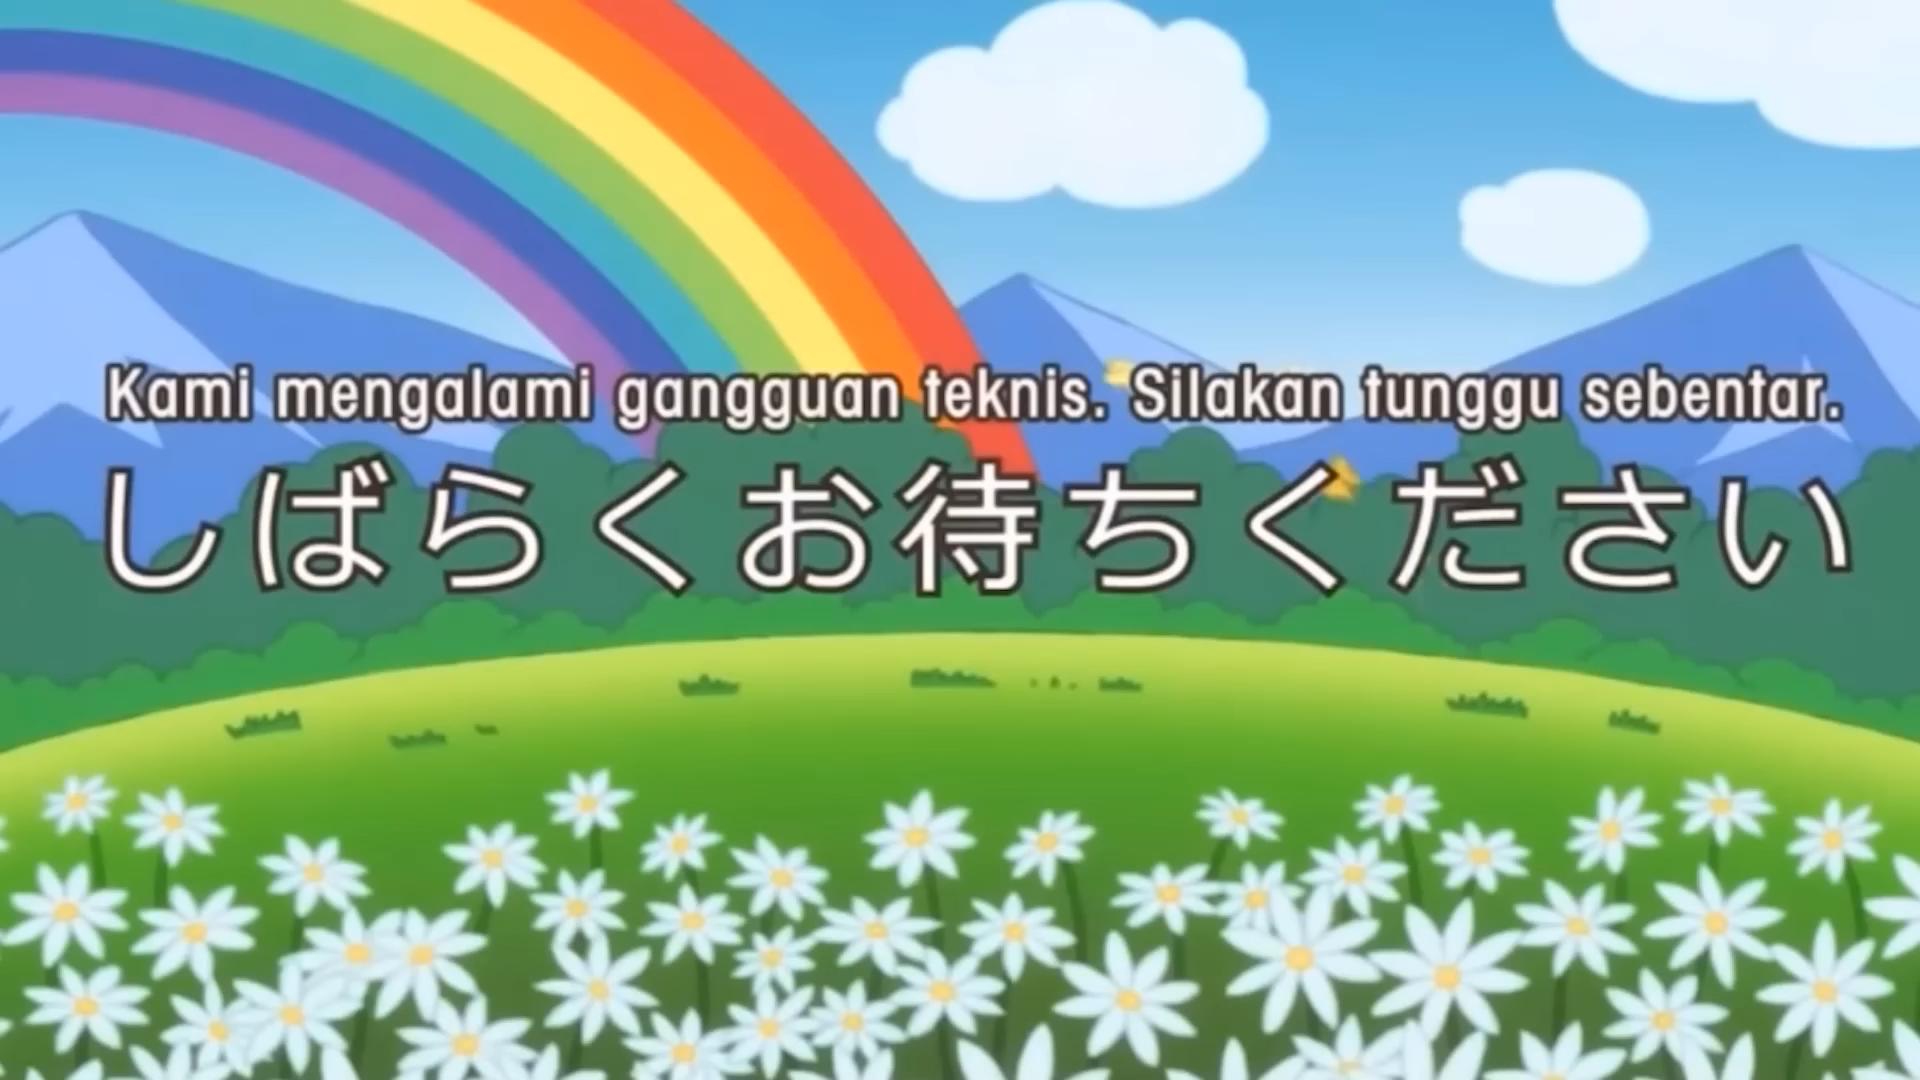 Kami mengalami gangguan teknis. Silakan tunggu sebentar.
しばらくお待ちください